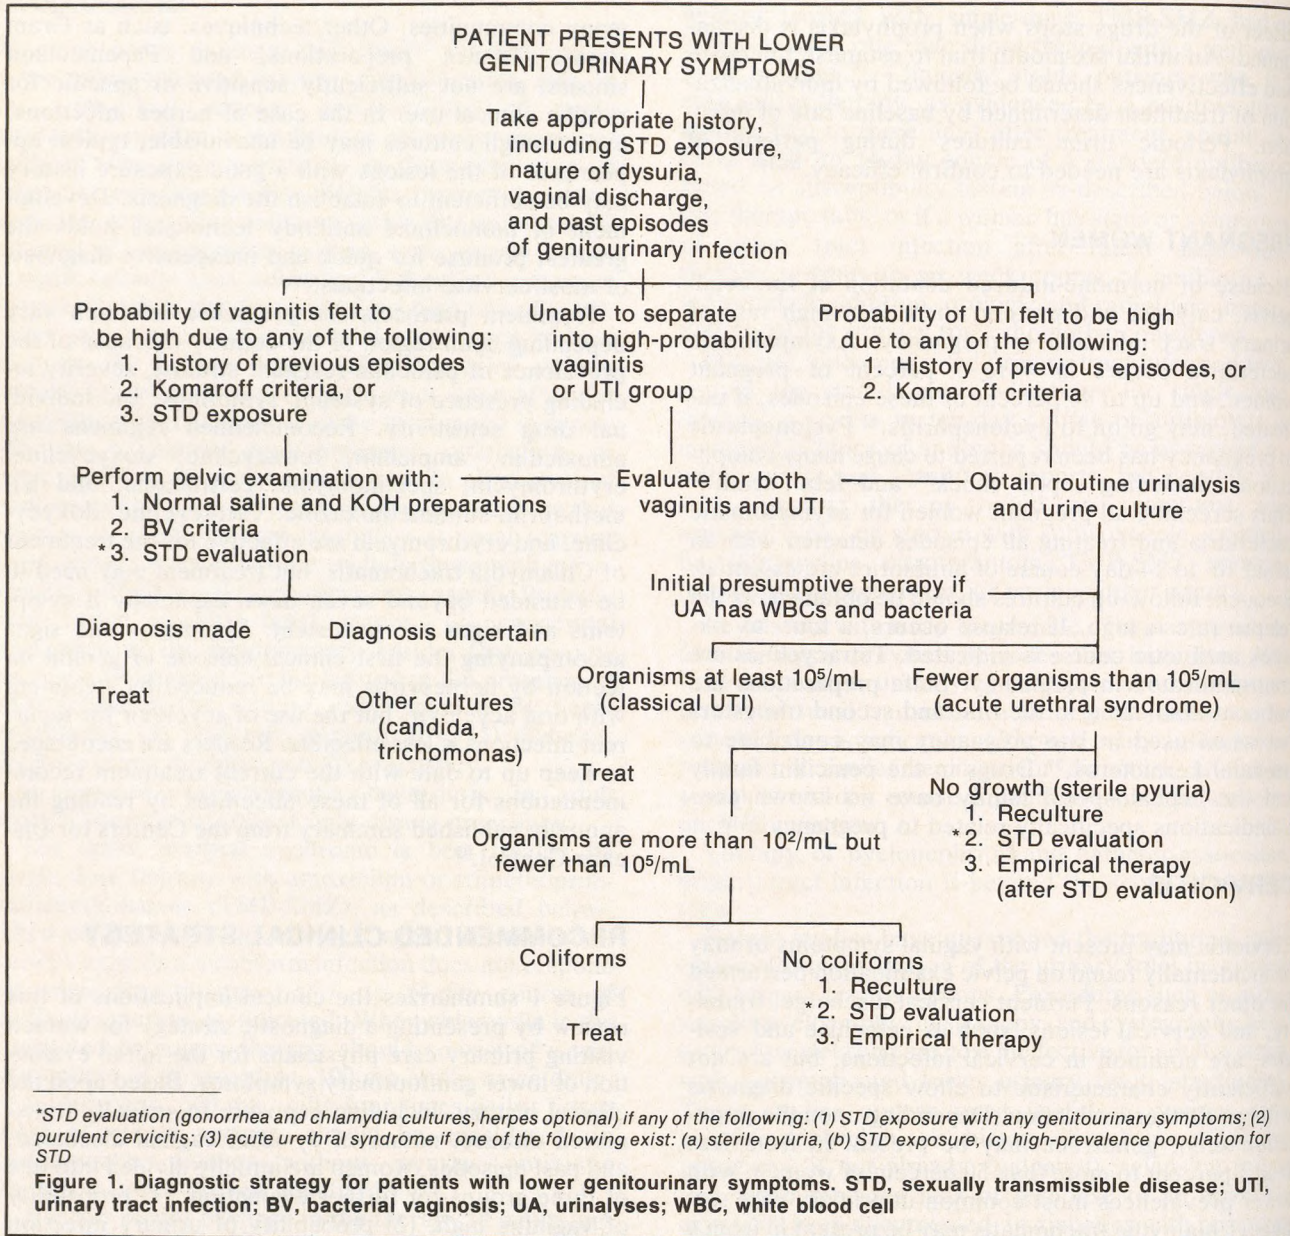 PATIENT PRESENTS WITH LOWER
GENITOURINARY SYMPTOMS
Take appropriate history,
including STD exposure,
nature of dysuria,
vaginal discharge,
and past episodes
of genitourinary infection
Probability of vaginitis felt to
be high due to any of the following:
1. History of previous episodes
2. Komaroff criteria, or
3. STD exposure
Unable to separate
into high-probability
vaginitis
or UTI group
Probability of UTI felt to be high
due to any of the following:
1. History of previous episodes, or
2. Komaroff criteria
Perform pelvic examination with:
1. Normal saline and KOH preparations
2. BV criteria
*3. STD evaluation
Evaluate for both
vaginitis and UTI
Obtain routine urinalysis
and urine culture
Initial presumptive therapy if
UA has WBCs and bacteria
Diagnosis made
Treat
Diagnosis uncertain
Other cultures
(candida,
trichomonas)
Organisms at least 10⁵/mL
(classical UTI)
Treat
Fewer organisms than 10⁵/mL
(acute urethral syndrome)
No growth (sterile pyuria)
1. Reculture
*2. STD evaluation
3. Empirical therapy
(after STD evaluation)
Organisms are more than 10²/mL but
fewer than 10⁵/mL
Coliforms
Treat
No coliforms
1. Reculture
*2. STD evaluation
3. Empirical therapy
*STD evaluation (gonorrhea and chlamydia cultures, herpes optional) if any of the following: (1) STD exposure with any genitourinary symptoms; (2)
purulent cervicitis; (3) acute urethral syndrome if one of the following exist: (a) sterile pyuria, (b) STD exposure, (c) high-prevalence population for
STD
Figure 1. Diagnostic strategy for patients with lower genitourinary symptoms. STD, sexually transmissible disease; UTI,
urinary tract infection; BV, bacterial vaginosis; UA, urinalyses; WBC, white blood cell